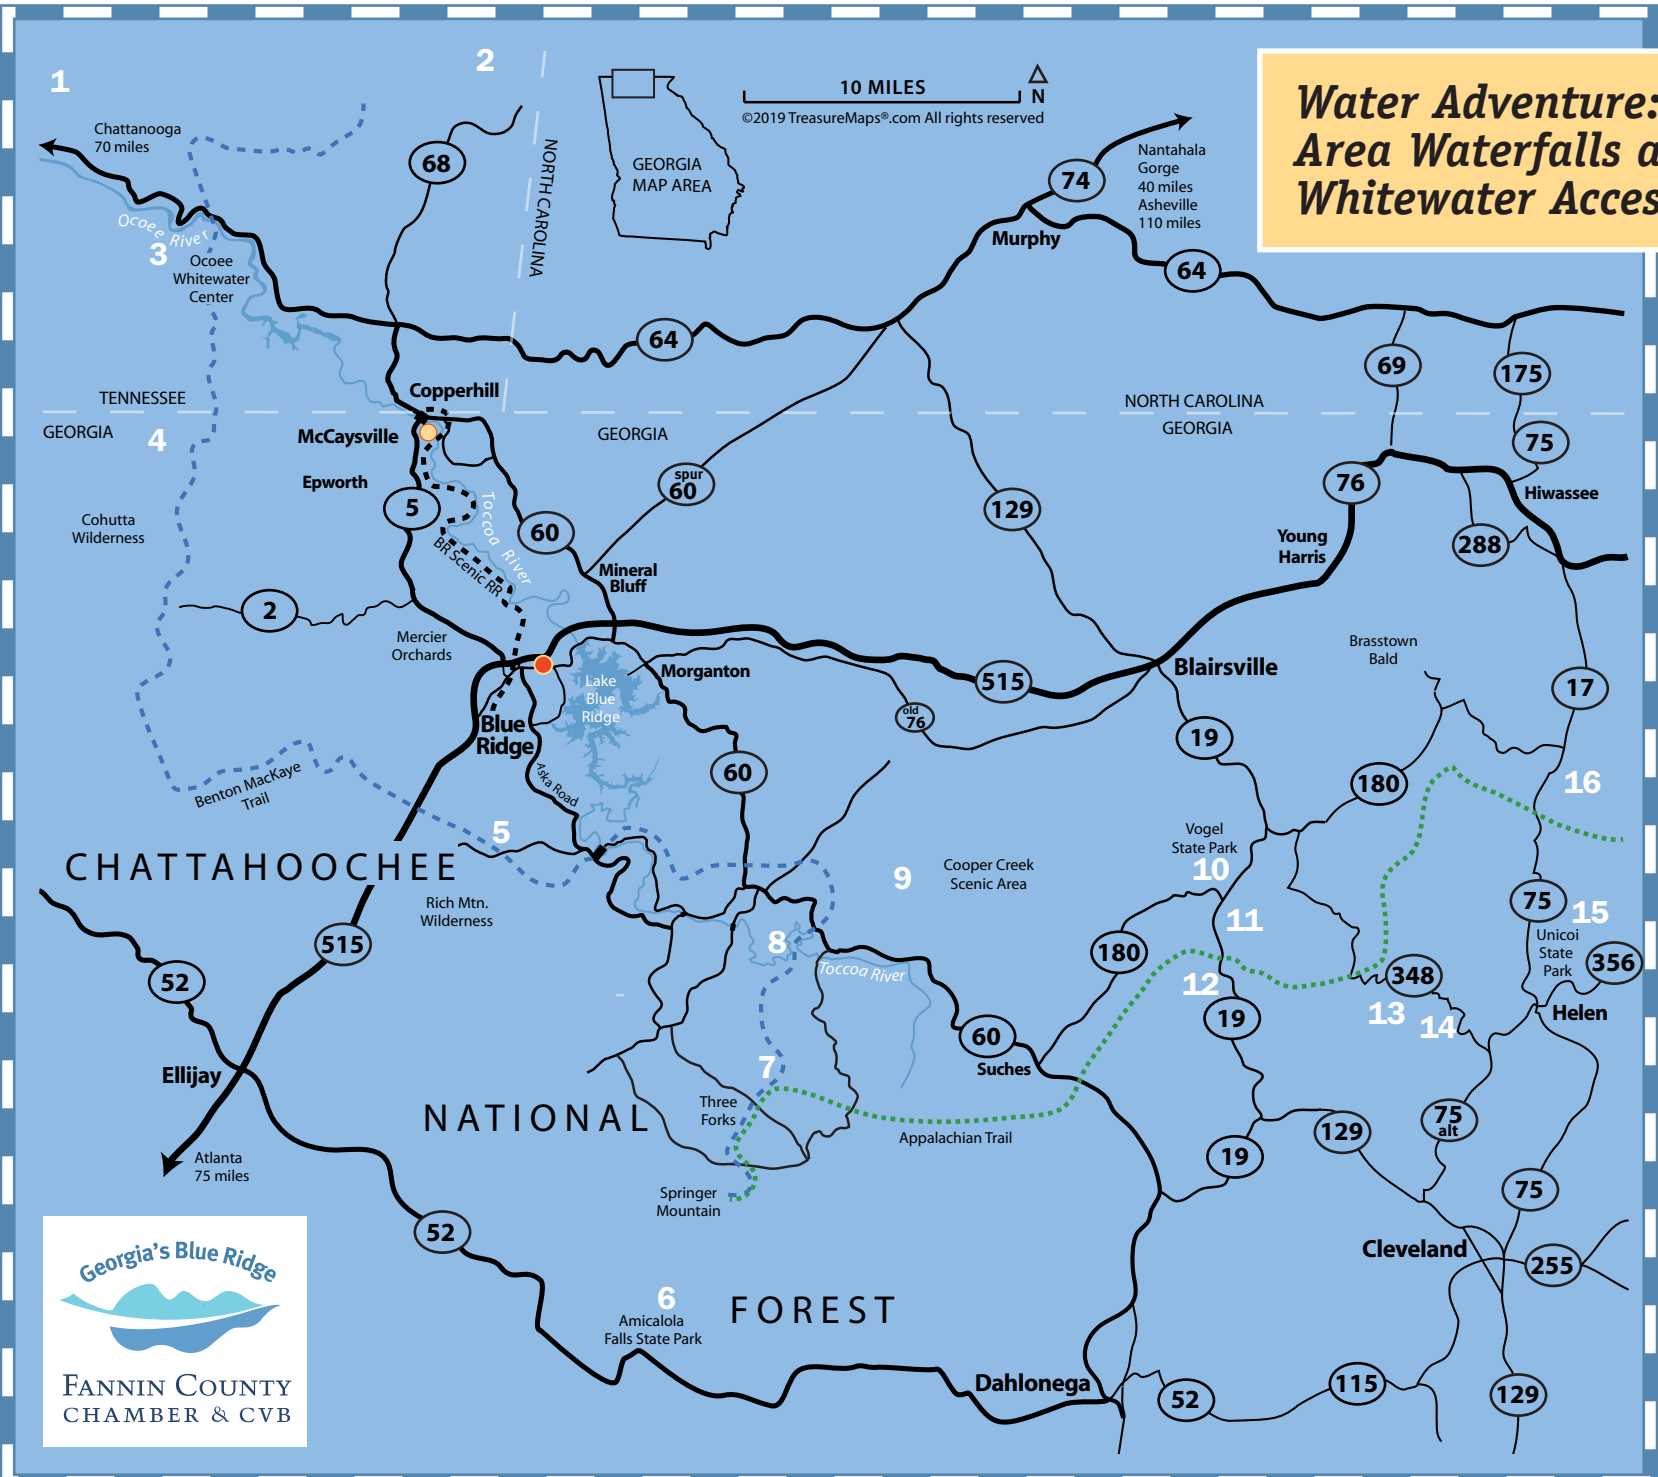 1
2
Chattanooga
70 miles
68
NORTH CAROLINA
GEORGIA
MAP AREA
10 MILES
N
©2019 TreasureMaps®.com All rights reserved
Water Adventure:
Area Waterfalls a
Whitewater Acces
74
Nantahala
Gorge
40 miles
Asheville
110 miles
Murphy
64
Ocoee River
3
Ocoee
Whitewater
Center
64
69
175
TENNESSEE
GEORGIA
4
Copperhill
McCaysville
GEORGIA
NORTH CAROLINA
GEORGIA
75
Epworth
5
Toccoa River
BR Scenic RR
60
spur
60
129
76
Hiwassee
Young
Harris
288
Cohutta
Wilderness
Mineral
Bluff
2
Mercier
Orchards
Lake
Blue
Ridge
Morganton
515
Blairsville
Brasstown
Bald
17
old
76
Blue
Ridge
19
Aska Road
60
180
16
Benton MacKaye
Trail
5
Vogel
State Park
10
CHATTAHOOCHEE
9
Cooper Creek
Scenic Area
Rich Mtn.
Wilderness
11
75
15
Unicoi
State
Park
356
515
8
Toccoa River
180
52
12
348
13
14
Helen
19
60
Suches
Ellijay
7
NATIONAL
Three
Forks
Appalachian Trail
75
alt
129
19
Atlanta
75 miles
Springer
Mountain
75
52
Cleveland
255
Georgia's Blue Ridge
FANNIN COUNTY
CHAMBER & CVB
6
Amicalola
Falls State Park
FOREST
Dahlonega
52
115
129